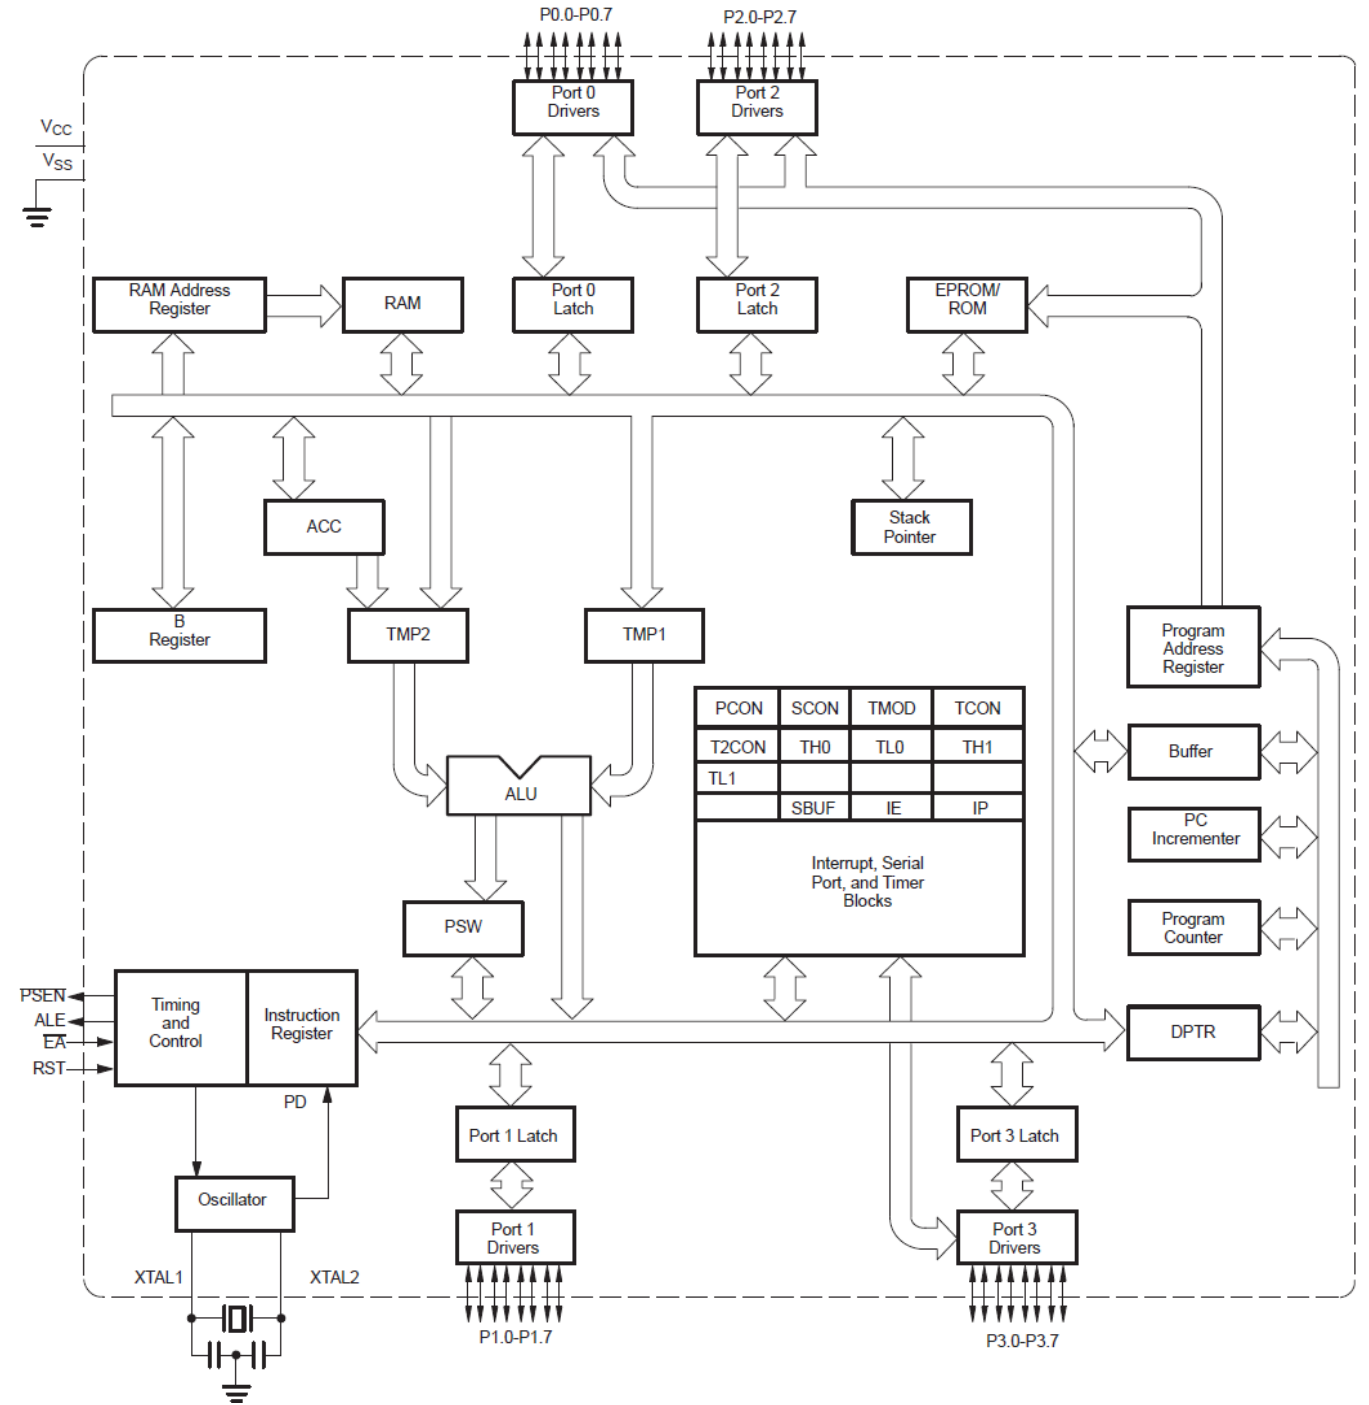 P0.0-P0.7
P2.0-P2.7
Port 0
Drivers
Port 2
Drivers
VCC
VSS
RAM Address
Register
RAM
Port 0
Latch
Port 2
Latch
EPROM/
ROM
ACC
Stack
Pointer
B
Register
TMP2
TMP1
Program
Address
Register
PCON SCON TMOD TCON
T2CON TH0 TL0 TH1
TL1
SBUF IE IP
Interrupt, Serial
Port, and Timer
Blocks
Buffer
ALU
PC
Incrementer
PSW
Program
Counter
PSEN
ALE
EA
RST
Timing
and
Control
Instruction
Register
DPTR
PD
Port 1 Latch
Port 3 Latch
Oscillator
Port 1
Drivers
Port 3
Drivers
XTAL1
XTAL2
P1.0-P1.7
P3.0-P3.7